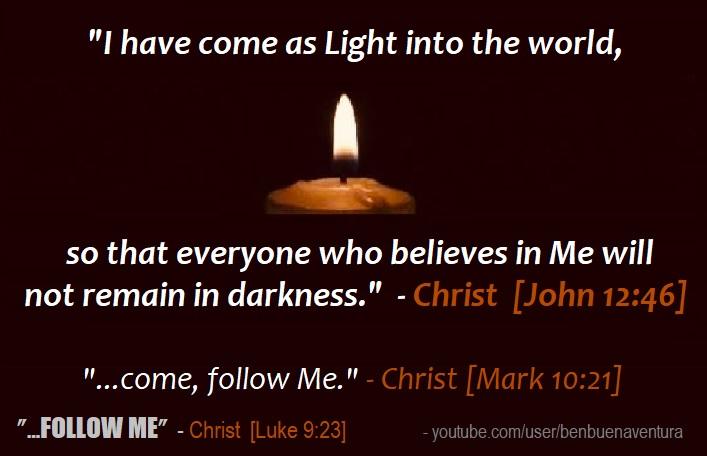 "I have come as Light into the world,
so that everyone who believes in Me will
not remain in darkness." - Christ [John 12:46]
"...come, follow Me." - Christ [Mark 10:21]
"...FOLLOW ME" - Christ [Luke 9:23] - youtube.com/user/benbuenaventura